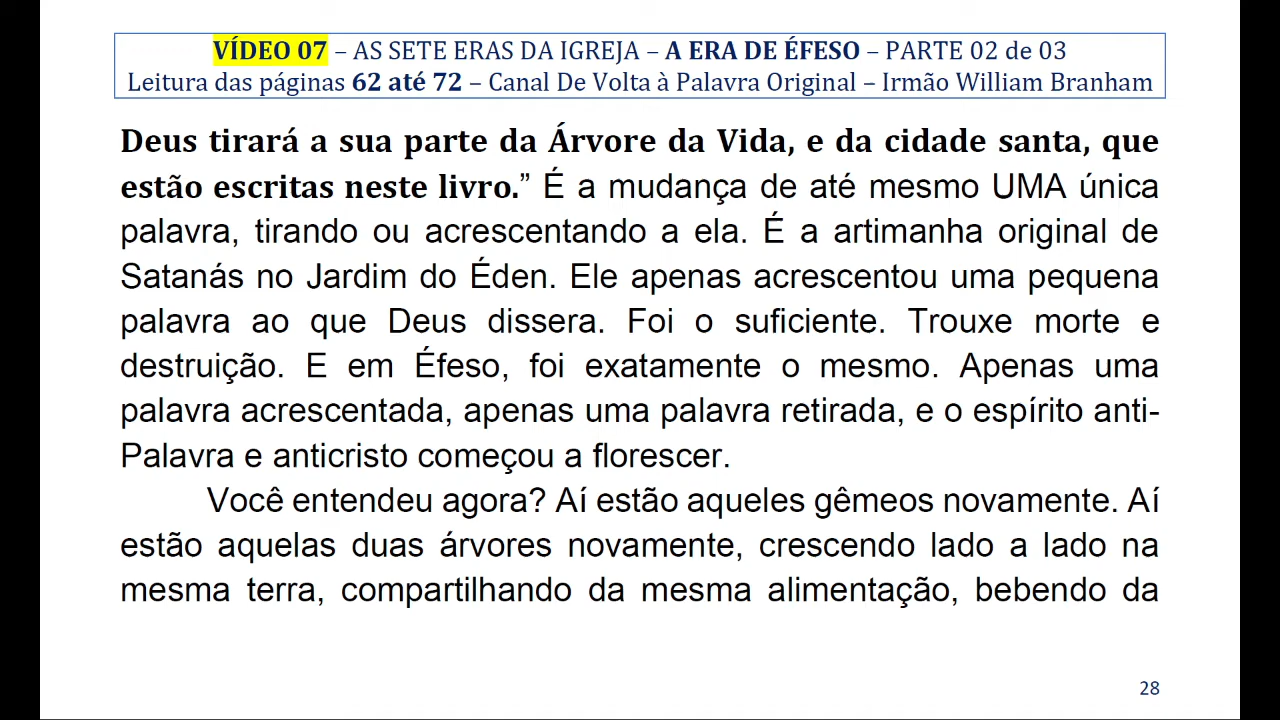 VÍDEO 07 – AS SETE ERAS DA IGREJA – A ERA DE ÉFESO – PARTE 02 de 03
Leitura das páginas 62 até 72 – Canal De Volta à Palavra Original – Irmão William Branham
Deus tirará a sua parte da Árvore da Vida, e da cidade santa, que
estão escritas neste livro.” É a mudança de até mesmo UMA única
palavra, tirando ou acrescentando a ela. É a artimanha original de
Satanás no Jardim do Éden. Ele apenas acrescentou uma pequena
palavra ao que Deus dissera. Foi o suficiente. Trouxe morte e
destruição. E em Éfeso, foi exatamente o mesmo. Apenas uma
palavra acrescentada, apenas uma palavra retirada, e o espírito anti-
Palavra e anticristo começou a florescer.
Você entendeu agora? Aí estão aqueles gêmeos novamente. Aí
estão aquelas duas árvores novamente, crescendo lado a lado na
mesma terra, compartilhando da mesma alimentação, bebendo da
28